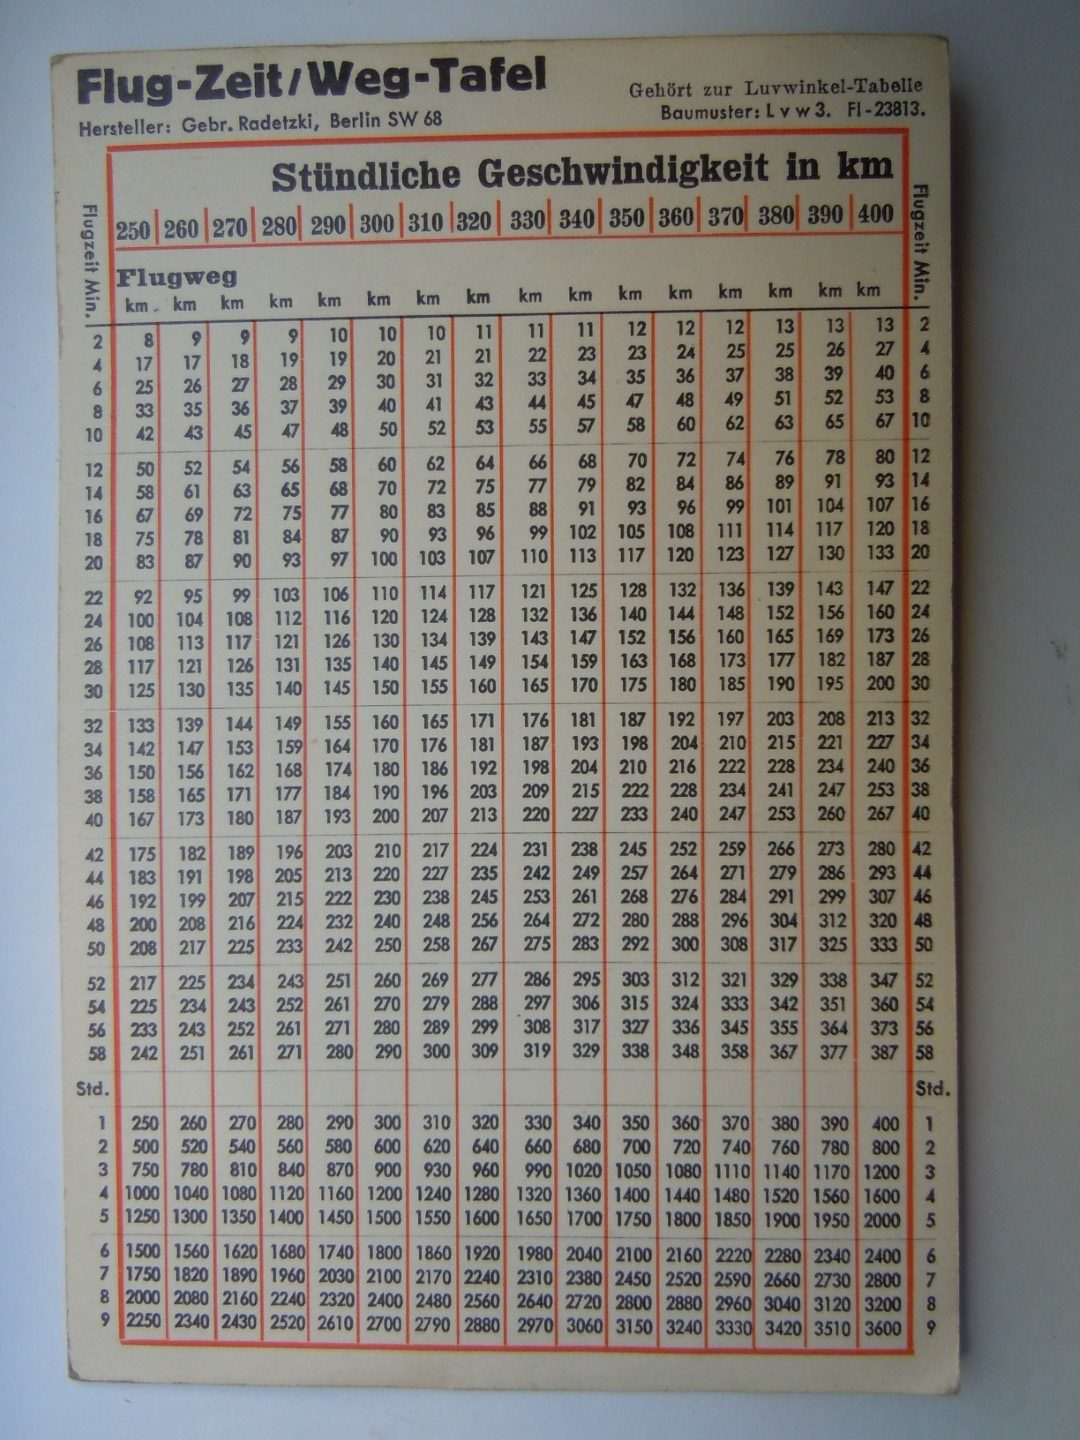 Flug-Zeit/Weg-Tafel
Gehört zur Luvwinkel-Tabelle
Hersteller: Gebr. Radetzki, Berlin SW 68
Baumuster: L v w 3. Fl-23813.
Stündliche Geschwindigkeit in km
Flugzeit Min.
250 260 270 280 290 300 310 320 330 340 350 360 370 380 390 400
Flugzeit Min.
Flugweg
km km km km km km km km km km km km km km km km
2 8 9 9 9 10 10 10 11 11 11 12 12 12 13 13 13 2
4 17 17 18 19 19 20 21 21 22 23 23 24 25 25 26 27 4
6 25 26 27 28 29 30 31 32 33 34 35 36 37 38 39 40 6
8 33 35 36 37 39 40 41 43 44 45 47 48 49 51 52 53 8
10 42 43 45 47 48 50 52 53 55 57 58 60 62 63 65 67 10
12 50 52 54 56 58 60 62 64 66 68 70 72 74 76 78 80 12
14 58 61 63 65 68 70 72 75 77 79 82 84 86 89 91 93 14
16 67 69 72 75 77 80 83 85 88 91 93 96 99 101 104 107 16
18 75 78 81 84 87 90 93 96 99 102 105 108 111 114 117 120 18
20 83 87 90 93 97 100 103 107 110 113 117 120 123 127 130 133 20
22 92 95 99 103 106 110 114 117 121 125 128 132 136 139 143 147 22
24 100 104 108 112 116 120 124 128 132 136 140 144 148 152 156 160 24
26 108 113 117 121 126 130 134 139 143 147 152 156 160 165 169 173 26
28 117 121 126 131 135 140 145 149 154 159 163 168 173 177 182 187 28
30 125 130 135 140 145 150 155 160 165 170 175 180 185 190 195 200 30
32 133 139 144 149 155 160 165 171 176 181 187 192 197 203 208 213 32
34 142 147 153 159 164 170 176 181 187 193 198 204 210 215 221 227 34
36 150 156 162 168 174 180 186 192 198 204 210 216 222 228 234 240 36
38 158 165 171 177 184 190 196 203 209 215 222 228 234 241 247 253 38
40 167 173 180 187 193 200 207 213 220 227 233 240 247 253 260 267 40
42 175 182 189 196 203 210 217 224 231 238 245 252 259 266 273 280 42
44 183 191 198 205 213 220 227 235 242 249 257 264 271 279 286 293 44
46 192 199 207 215 222 230 238 245 253 261 268 276 284 291 299 307 46
48 200 208 216 224 232 240 248 256 264 272 280 288 296 304 312 320 48
50 208 217 225 233 242 250 258 267 275 283 292 300 308 317 325 333 50
52 217 225 234 243 251 260 269 277 286 295 303 312 321 329 338 347 52
54 225 234 243 252 261 270 279 288 297 306 315 324 333 342 351 360 54
56 233 243 252 261 271 280 289 299 308 317 327 336 345 355 364 373 56
58 242 251 261 271 280 290 300 309 319 329 338 348 358 367 377 387 58
Std. Std.
1 250 260 270 280 290 300 310 320 330 340 350 360 370 380 390 400 1
2 500 520 540 560 580 600 620 640 660 680 700 720 740 760 780 800 2
3 750 780 810 840 870 900 930 960 990 1020 1050 1080 1110 1140 1170 1200 3
4 1000 1040 1080 1120 1160 1200 1240 1280 1320 1360 1400 1440 1480 1520 1560 1600 4
5 1250 1300 1350 1400 1450 1500 1550 1600 1650 1700 1750 1800 1850 1900 1950 2000 5
6 1500 1560 1620 1680 1740 1800 1860 1920 1980 2040 2100 2160 2220 2280 2340 2400 6
7 1750 1820 1890 1960 2030 2100 2170 2240 2310 2380 2450 2520 2590 2660 2730 2800 7
8 2000 2080 2160 2240 2320 2400 2480 2560 2640 2720 2800 2880 2960 3040 3120 3200 8
9 2250 2340 2430 2520 2610 2700 2790 2880 2970 3060 3150 3240 3330 3420 3510 3600 9